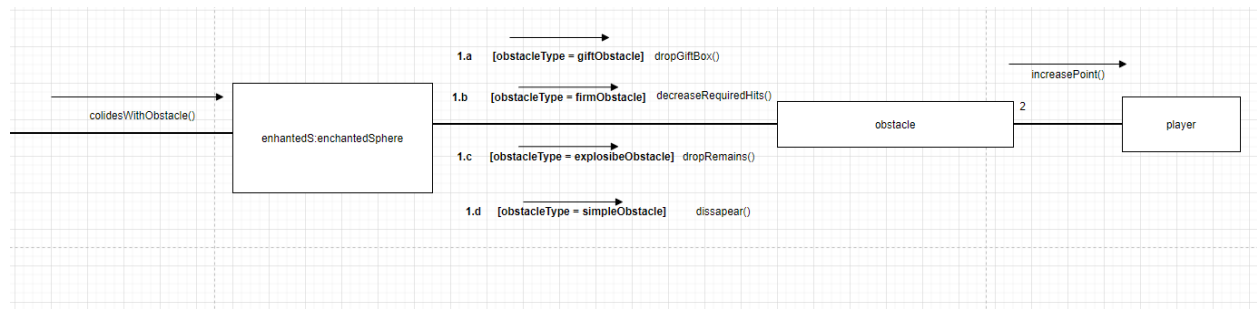 1.a [obstacleType = giftObstacle] dropGiftBox()
increasePoint()
1.b [obstacleType = firmObstacle] decreaseRequiredHits()
2
colidesWithObstacle()
enhantedS:enchantedSphere
obstacle
player
1.c [obstacleType = explosibeObstacle] dropRemains()
1.d [obstacleType = simpleObstacle] dissapear()